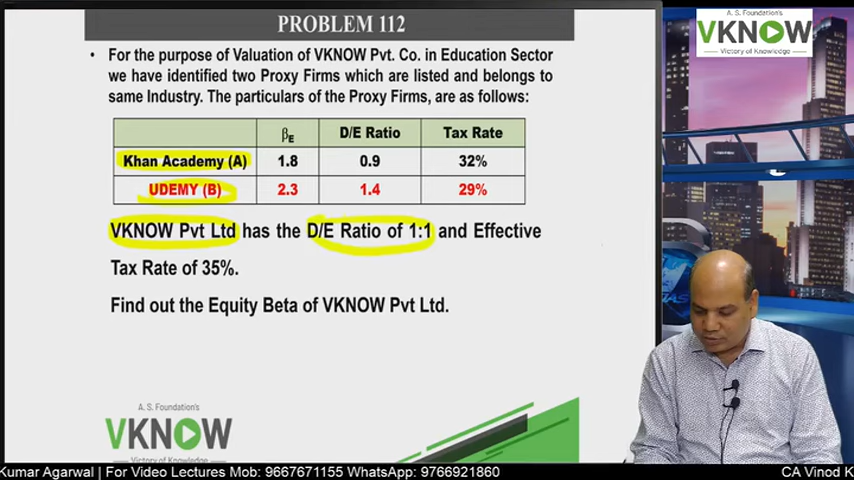 PROBLEM 112
A. S. Foundation's
VKNOW
Victory of Knowledge
• For the purpose of Valuation of VKNOW Pvt. Co. in Education Sector
we have identified two Proxy Firms which are listed and belongs to
same Industry. The particulars of the Proxy Firms, are as follows:
βE D/E Ratio Tax Rate
Khan Academy (A) 1.8 0.9 32%
UDEMY (B) 2.3 1.4 29%
VKNOW Pvt Ltd has the D/E Ratio of 1:1 and Effective
Tax Rate of 35%.
Find out the Equity Beta of VKNOW Pvt Ltd.
A. S. Foundation's
VKNOW
Victory of Knowledge
Kumar Agarwal | For Video Lectures Mob: 9667671155 WhatsApp: 9766921860 CA Vinod K